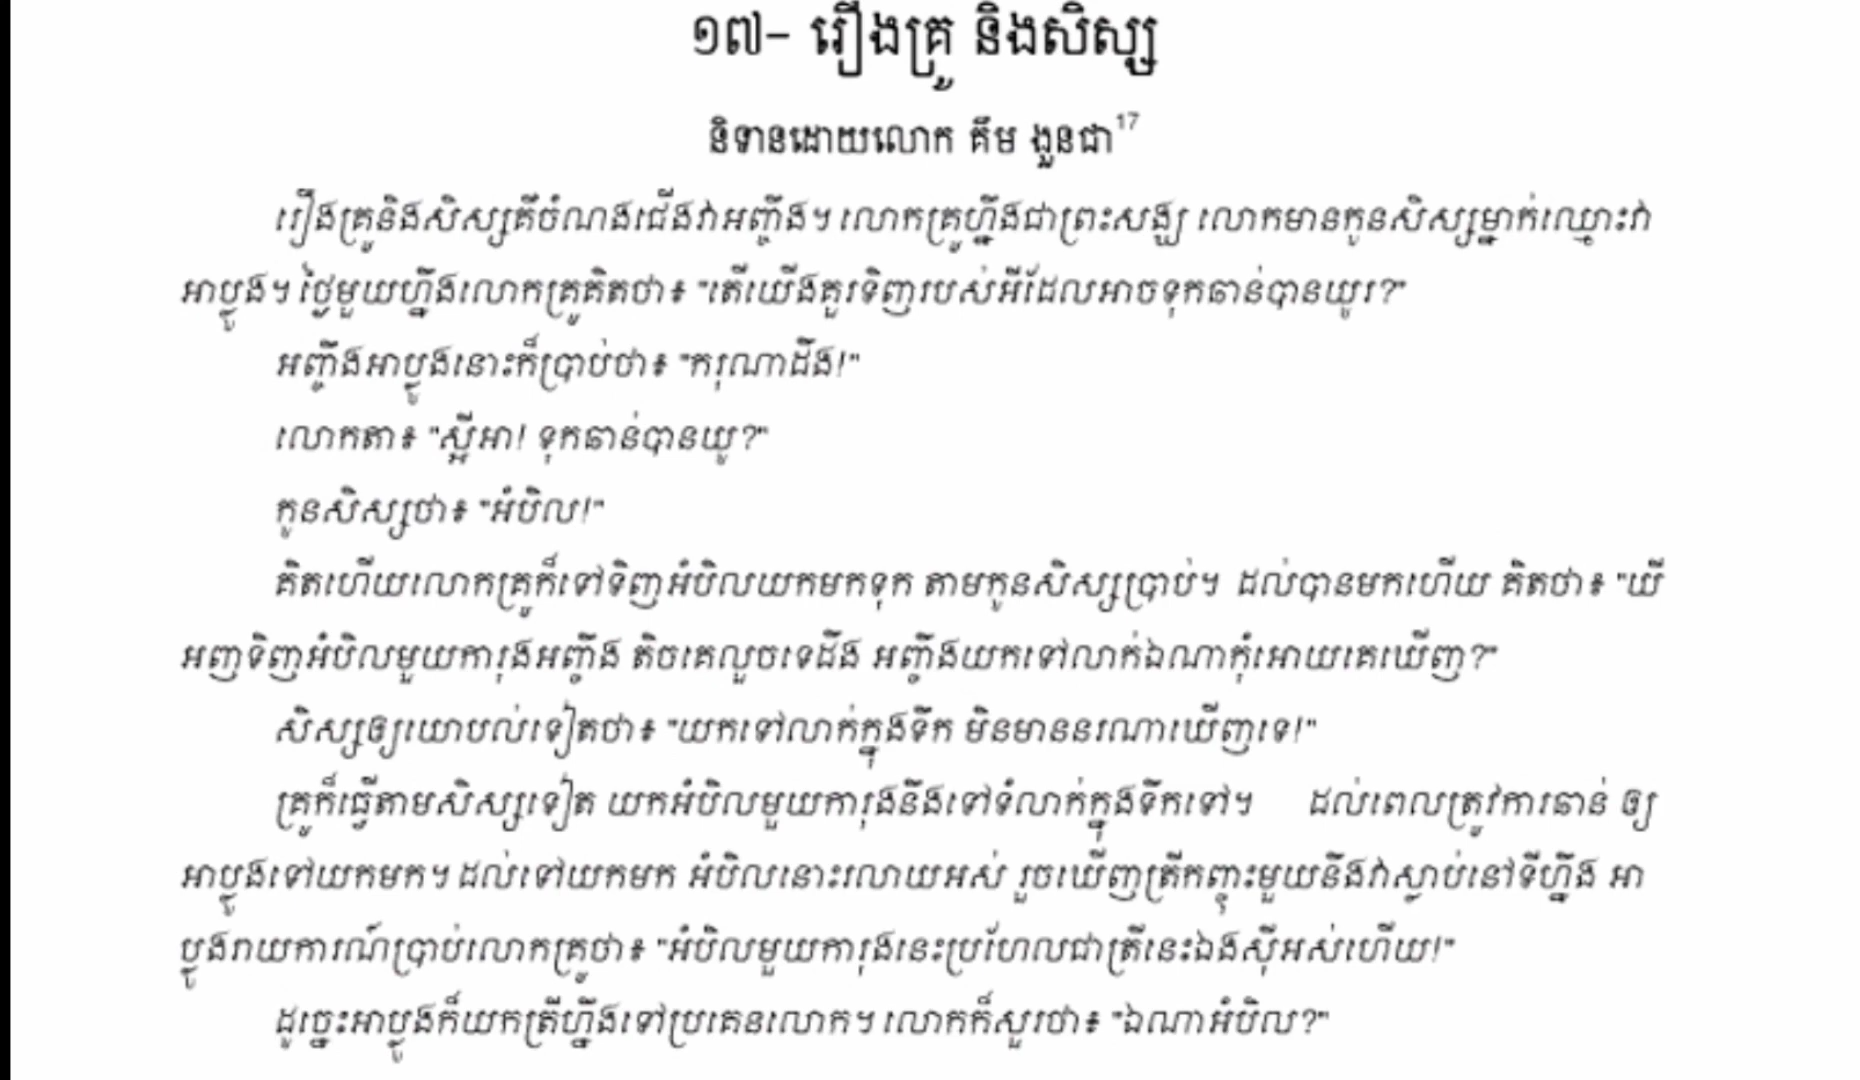 ១៧- រឿងគ្រូ និងសិស្ស
និទានដោយលោក គឹម ងួនជា17
រឿងគ្រូនិងសិស្សគឺចំណងជើងវាអញ្ចឹង។ លោកគ្រូហ្នឹងជាព្រះសង្ឃ លោកមានកូនសិស្សម្នាក់ឈ្មោះវា
អាប្លូង។ ថ្ងៃមួយហ្នឹងលោកគ្រូគិតថា៖ "តើយើងគួរទិញរបស់អីដែលអាចទុកឆាន់បានយូរ?"
អញ្ចឹងអាប្លូងនោះក៏ប្រាប់ថា៖ "ករុណាដឹង!"
លោកតា៖ "ស្អីអា! ទុកឆាន់បានយូ?"
កូនសិស្សថា៖ "អំបិល!"
គិតហើយលោកគ្រូក៏ទៅទិញអំបិលយកមកទុក តាមកូនសិស្សប្រាប់។ ដល់បានមកហើយ គិតថា៖ "យី
អញទិញអំបិលមួយការុងអញ្ចឹង តិចគេលួចទេដឹង អញ្ចឹងយកទៅលាក់ឯណាកុំអោយគេឃើញ?"
សិស្សឲ្យយោបល់ទៀតថា៖ "យកទៅលាក់ក្នុងទឹក មិនមាននរណាឃើញទេ!"
គ្រូក៏ធ្វើតាមសិស្សទៀត យកអំបិលមួយការុងនឹងទៅទំលាក់ក្នុងទឹកទៅ។ ដល់ពេលត្រូវការឆាន់ ឲ្យ
អាប្លូងទៅយកមក។ ដល់ទៅយកមក អំបិលនោះរលាយអស់ រួចឃើញត្រីកញ្ចុះមួយនឹងវាស្លាប់នៅទីហ្នឹង អា
ប្លូងរាយការណ៍ប្រាប់លោកគ្រូថា៖ "អំបិលមួយការុងនេះប្រហែលជាត្រីនេះឯងស៊ីអស់ហើយ!"
ដូច្នេះអាប្លូងក៏យកត្រីហ្នឹងទៅប្រគេនលោក។ លោកក៏សួរថា៖ "ឯណាអំបិល?"